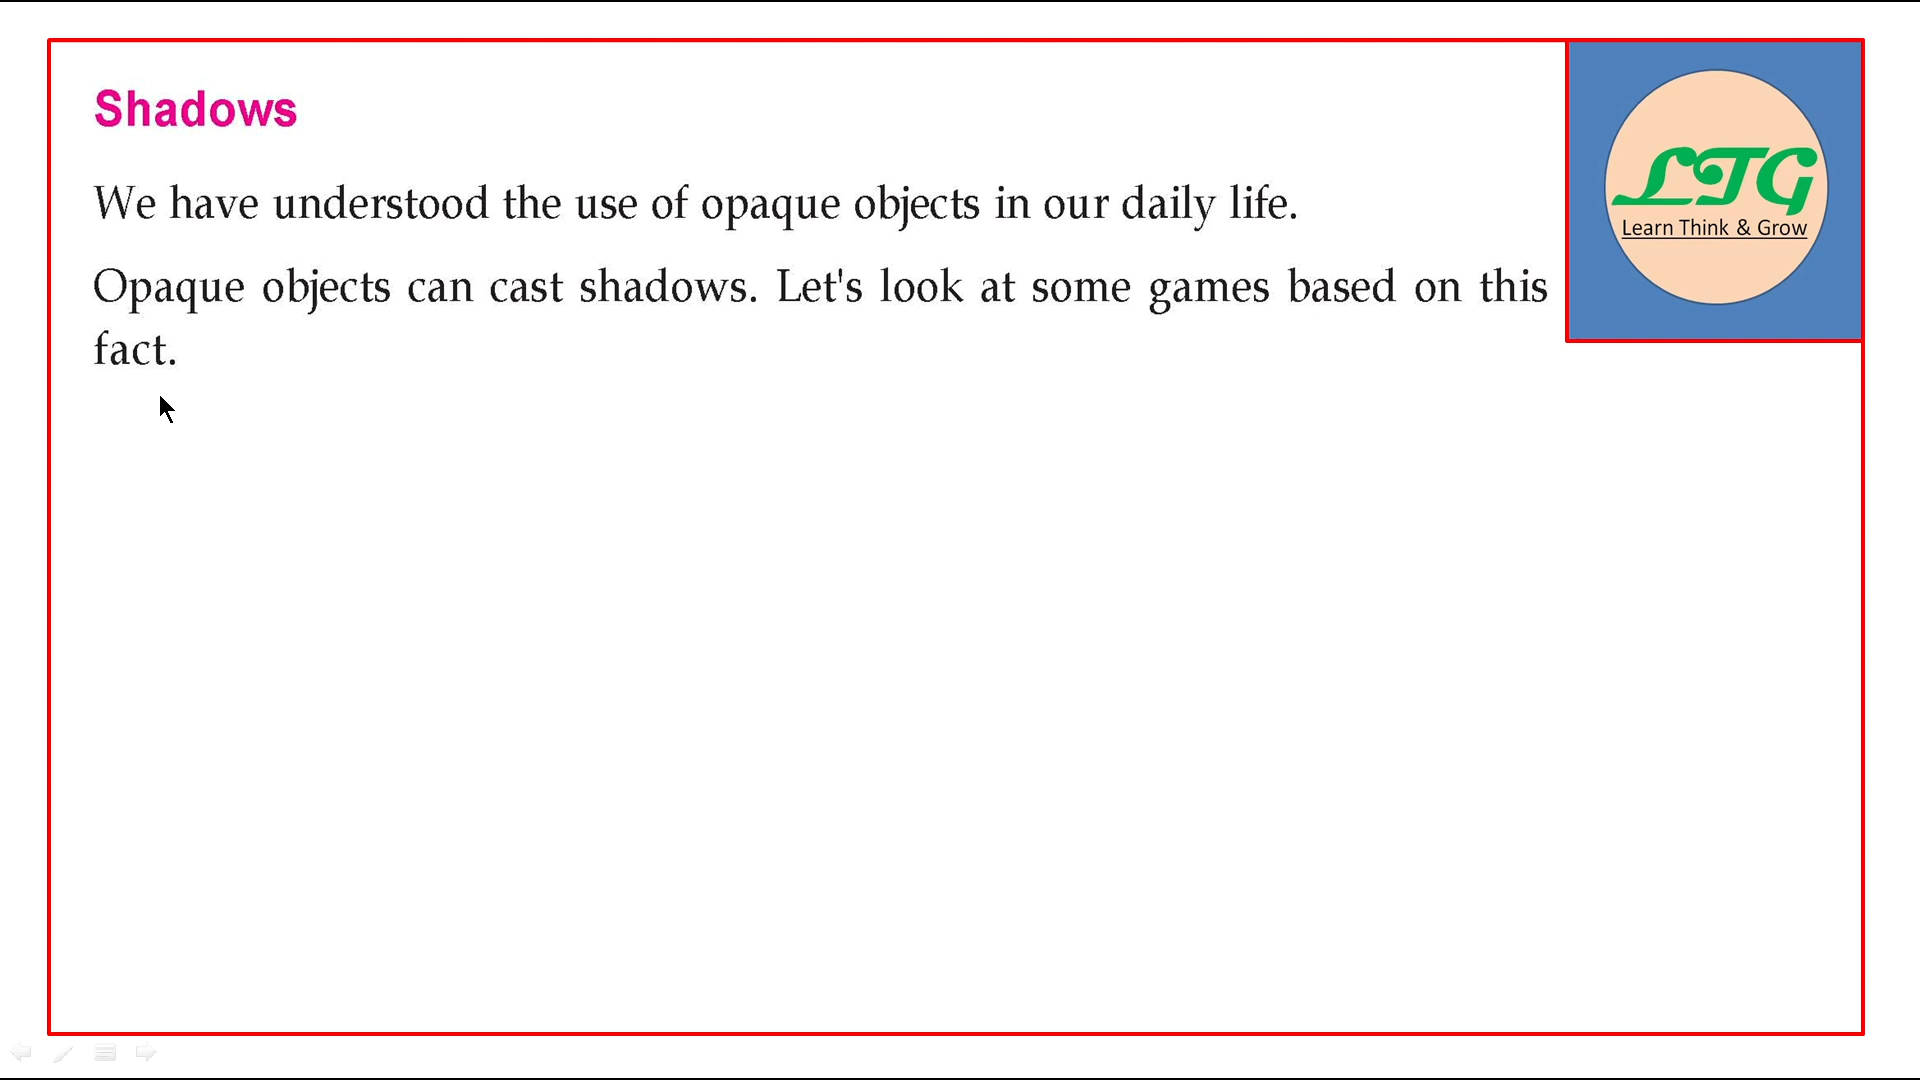 Shadows
We have understood the use of opaque objects in our daily life.
Opaque objects can cast shadows. Let's look at some games based on this
fact.
LTG
Learn Think & Grow